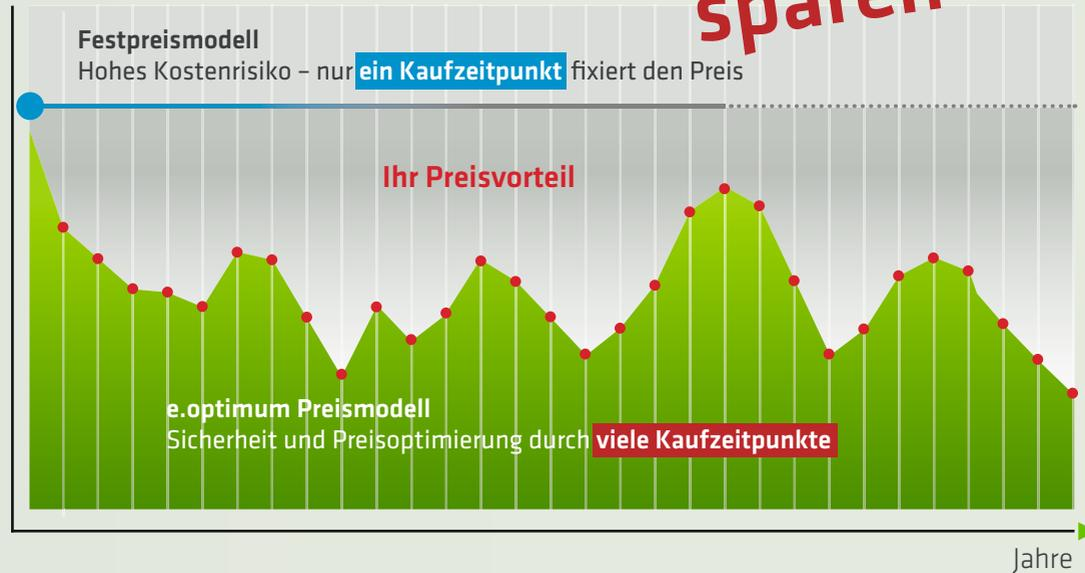 sparen
Festpreismodell
Hohes Kostenrisiko – nur ein Kaufzeitpunkt fixiert den Preis
Ihr Preisvorteil
e.optimum Preismodell
Sicherheit und Preisoptimierung durch viele Kaufzeitpunkte
Jahre